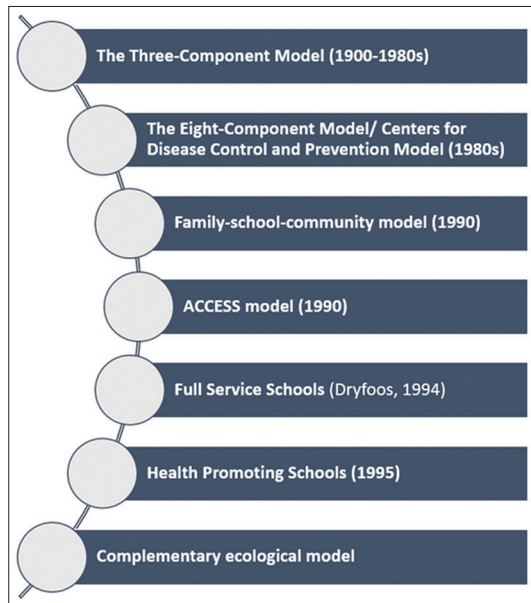 The Three-Component Model (1900-1980s)
The Eight-Component Model/ Centers for
Disease Control and Prevention Model (1980s)
Family-school-community model (1990)
ACCESS model (1990)
Full Service Schools (Dryfoos, 1994)
Health Promoting Schools (1995)
Complementary ecological model